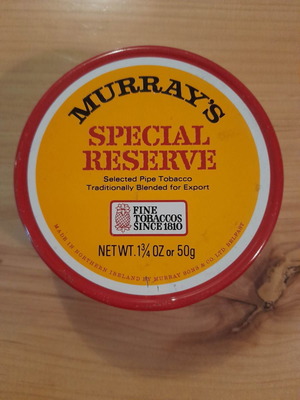 MURRAY'S
SPECIAL
RESERVE
Selected Pipe Tobacco
Traditionally Blended for Export
FINE
TOBACCOS
SINCE 1810
NET WT. 1¾ OZ or 50g
MADE IN NORTHERN IRELAND BY MURRAY SONS & CO. LTD. BELFAST